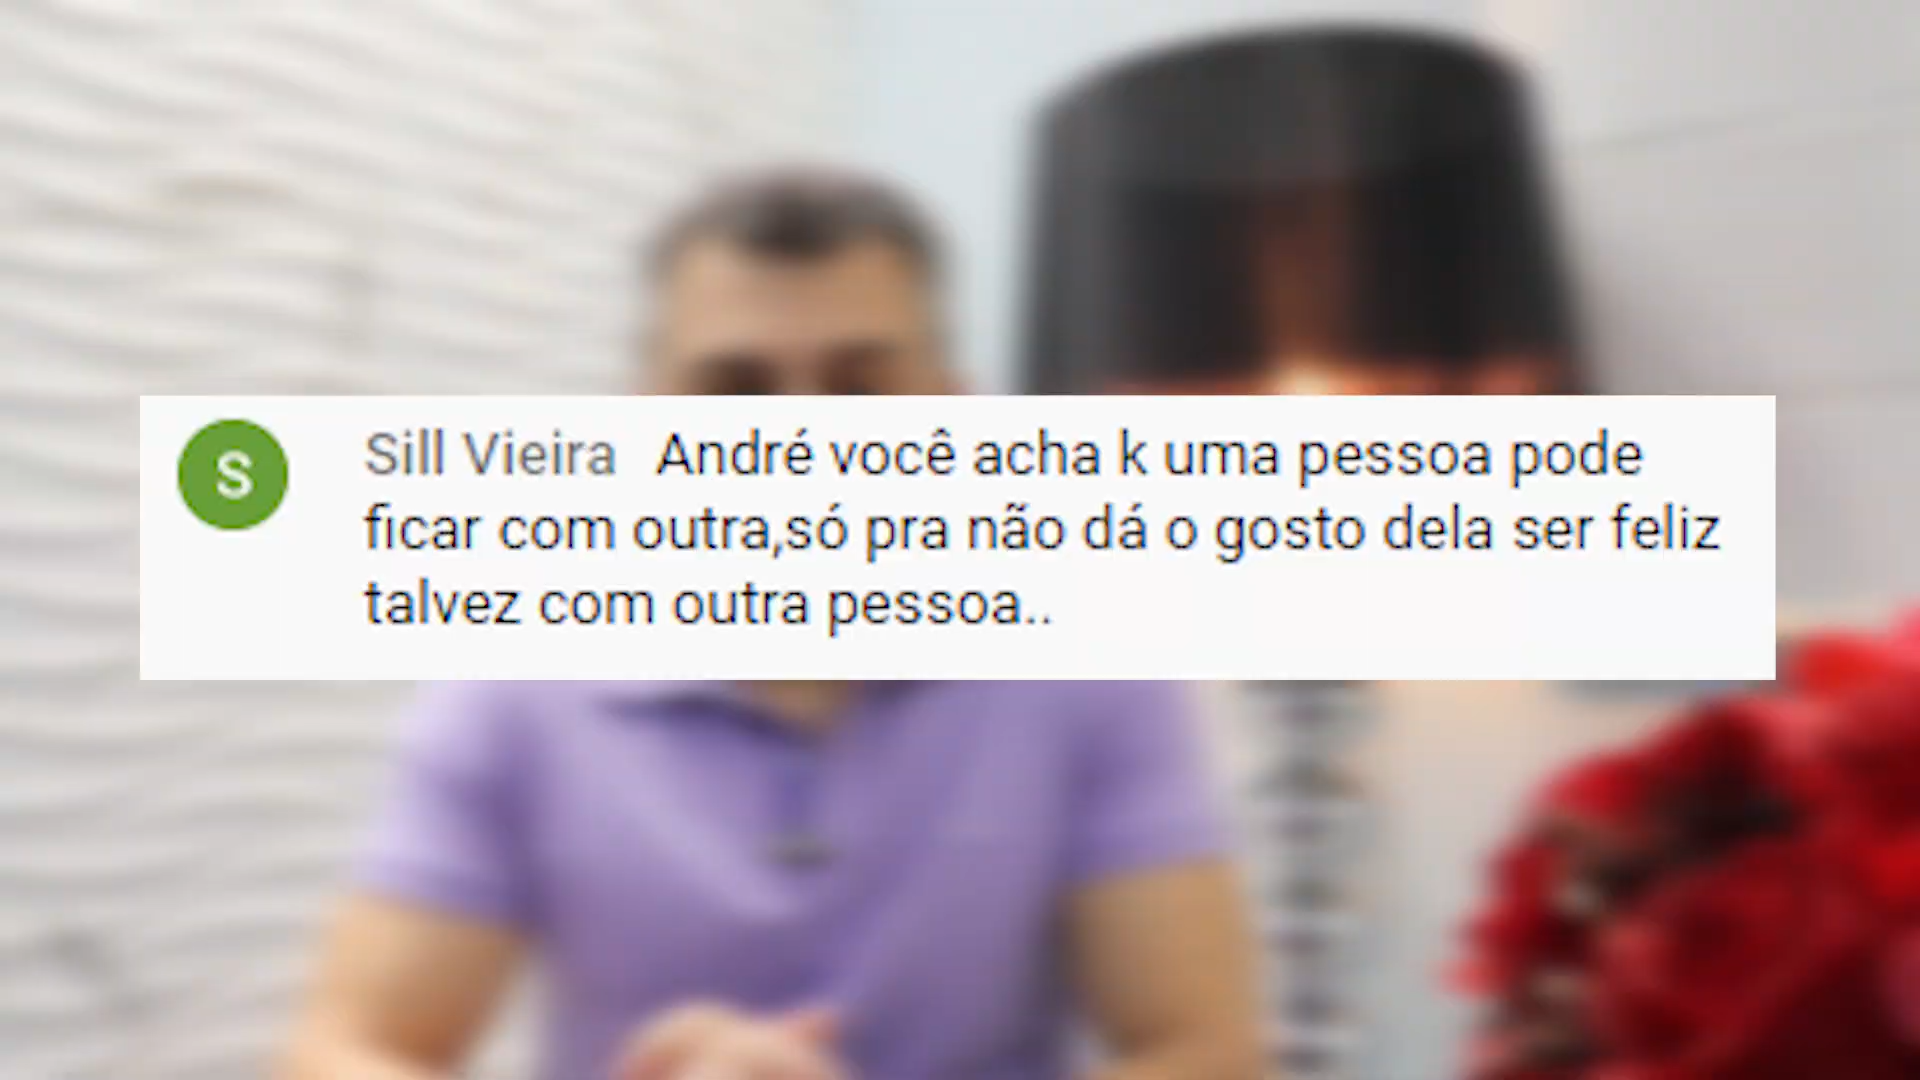 S
Sill Vieira André você acha k uma pessoa pode
ficar com outra,só pra não dá o gosto dela ser feliz
talvez com outra pessoa..